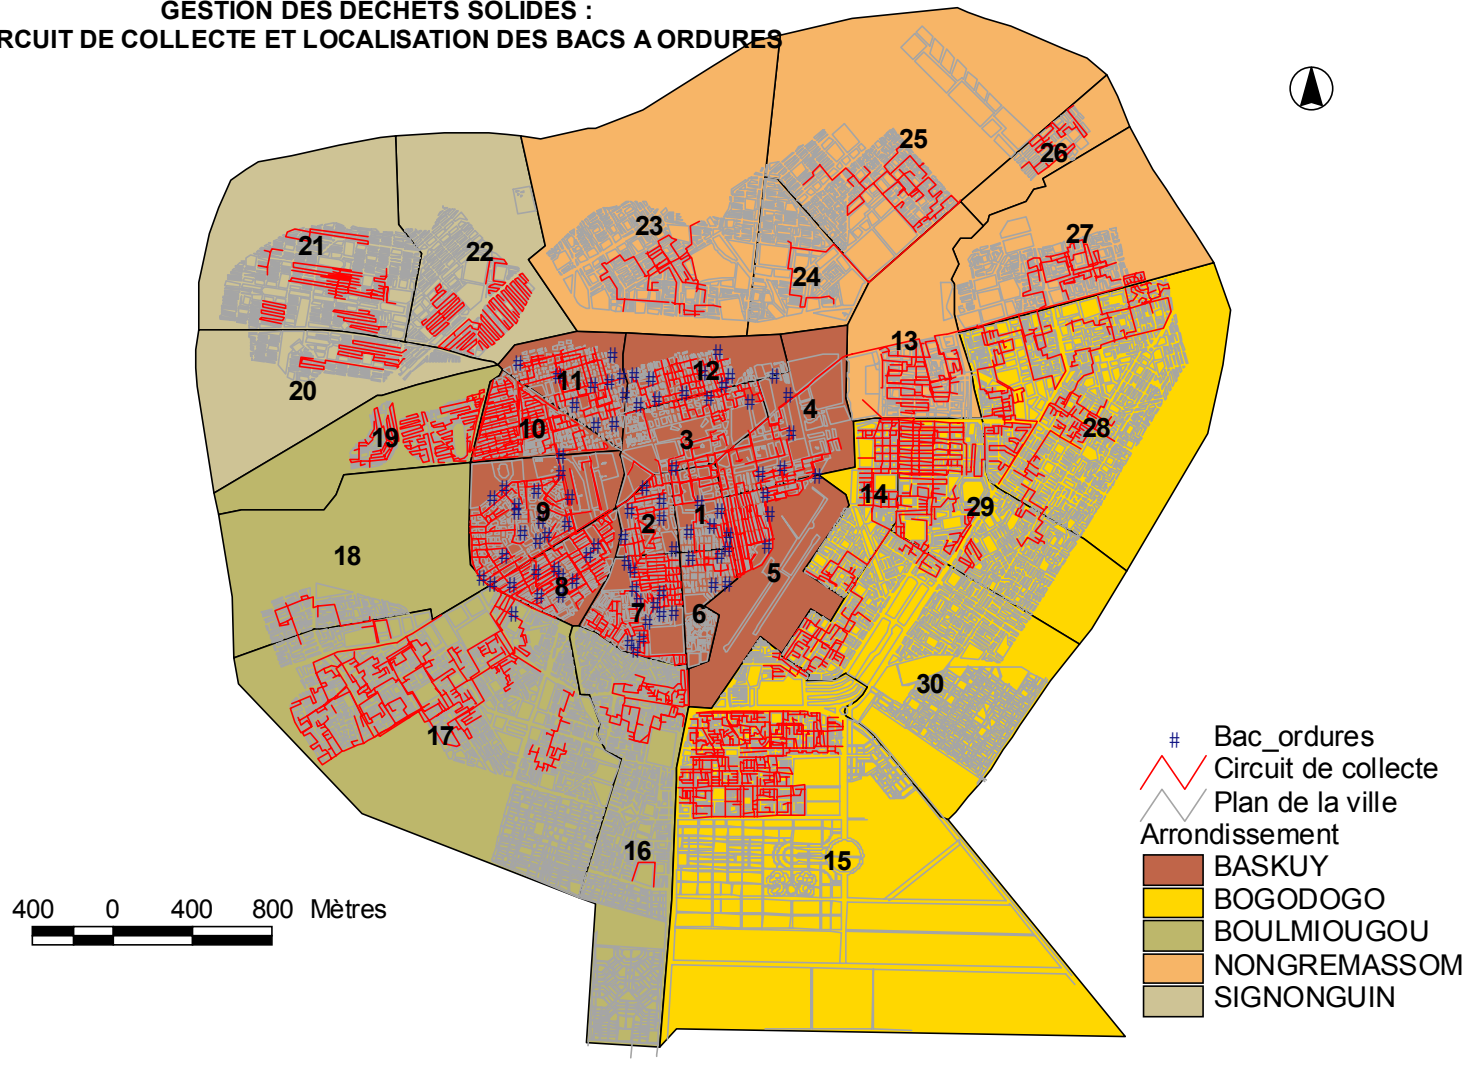 GESTION DES DECHETS SOLIDES :
RCUIT DE COLLECTE ET LOCALISATION DES BACS A ORDURES
25
26
23
27
21
22
24
13
20
11
12
4
10
19
3
28
14
9
1
2
29
18
5
8
7
6
30
17
16
15
# Bac_ordures
Circuit de collecte
Plan de la ville
Arrondissement
BASKUY
BOGODOGO
BOULMIOUGOU
NONGREMASSOM
SIGNONGUIN
400 0 400 800 Mètres